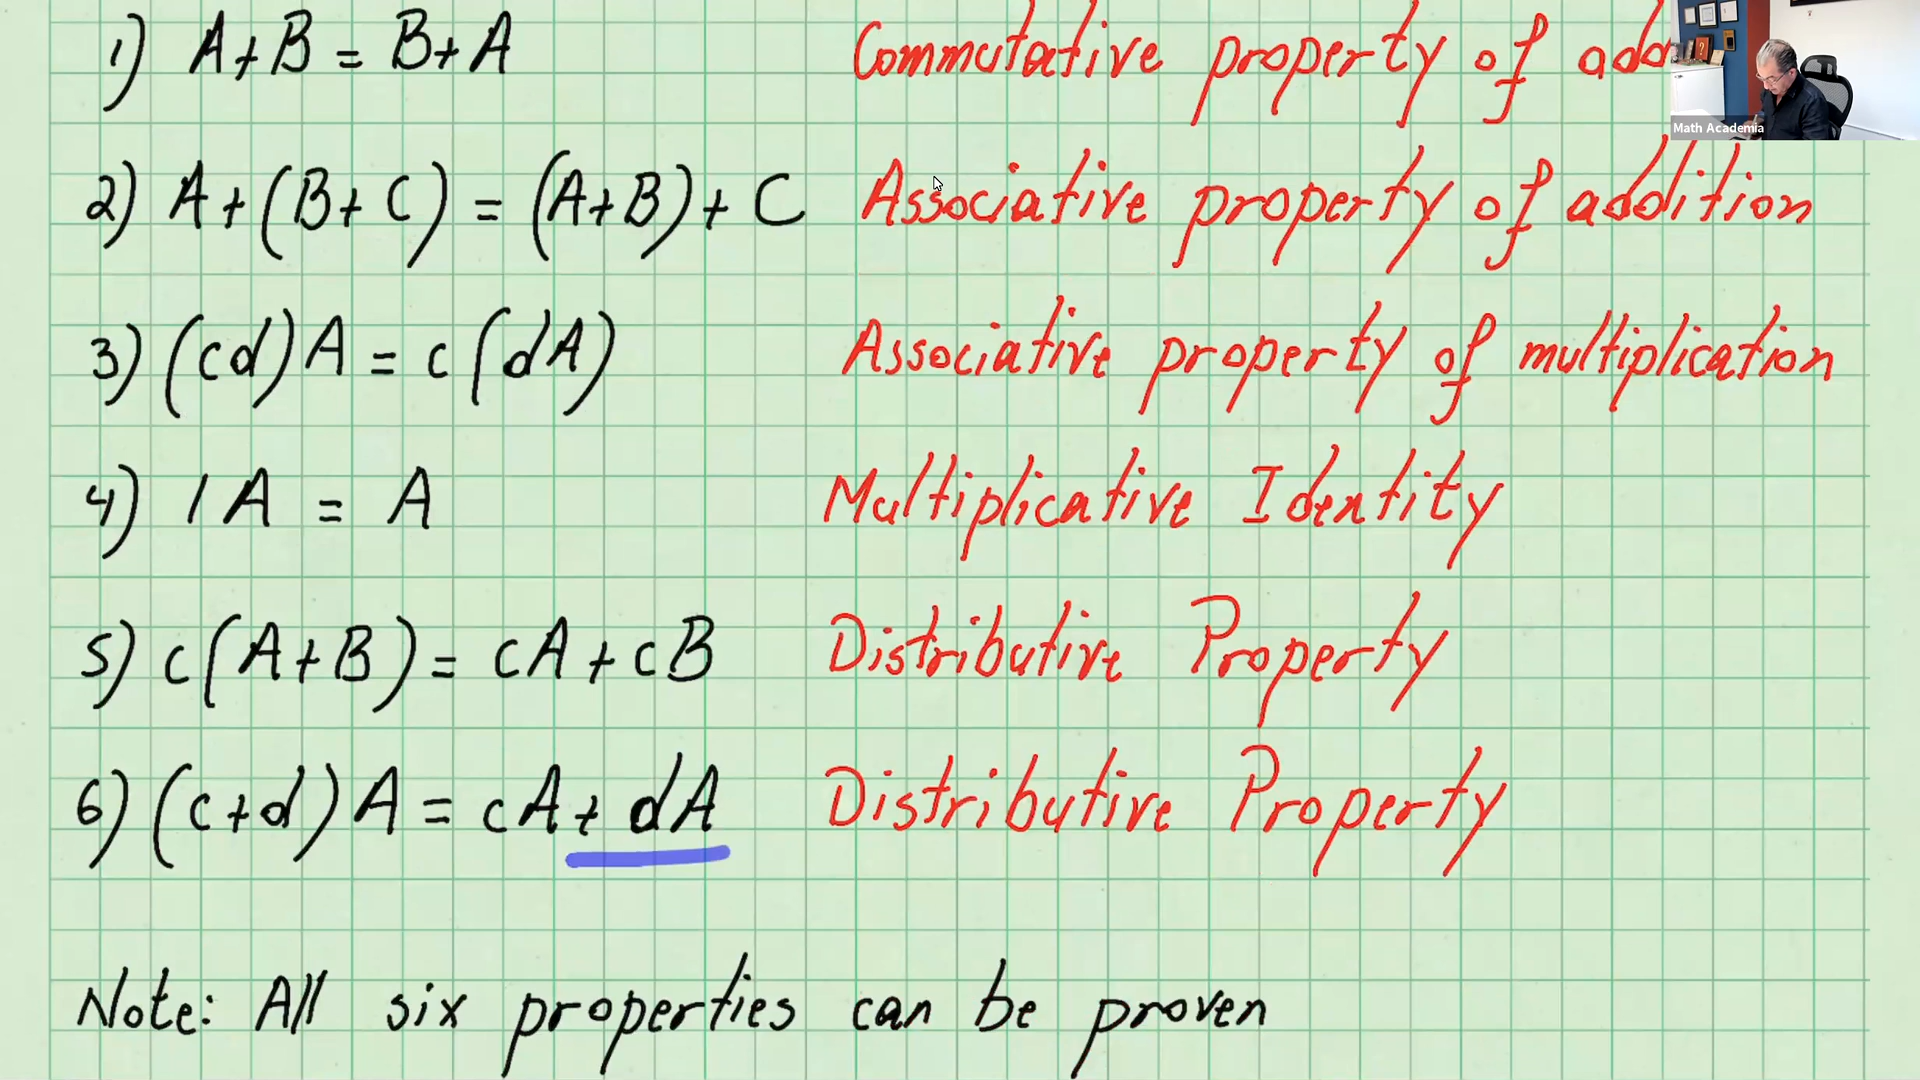 1) A+B = B+A Commutative property of add
Math Academia
2) A+(B+C) = (A+B)+C Associative property of addition
3) (cd)A = c(dA) Associative property of multiplication
4) 1A = A Multiplicative Identity
5) c(A+B) = cA+cB Distributive Property
6) (c+d)A = cA+dA Distributive Property
Note: All six properties can be proven